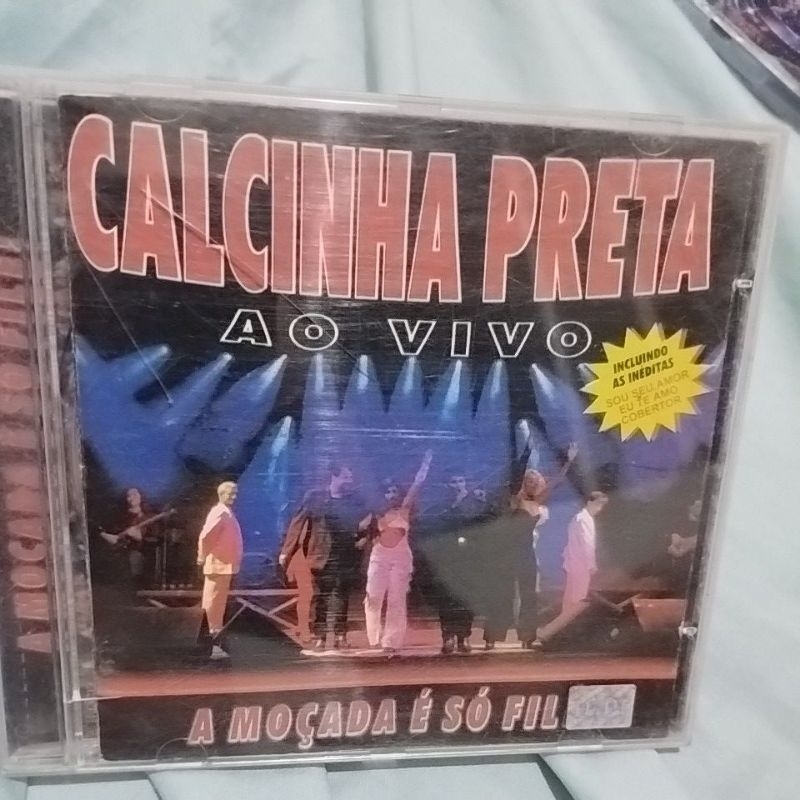 CALCINHA PRETA
AO VIVO
INCLUINDO
AS INÉDITAS
SOU SEU AMOR
EU TE AMO
COBERTOR
A MOÇADA É SÓ FIL